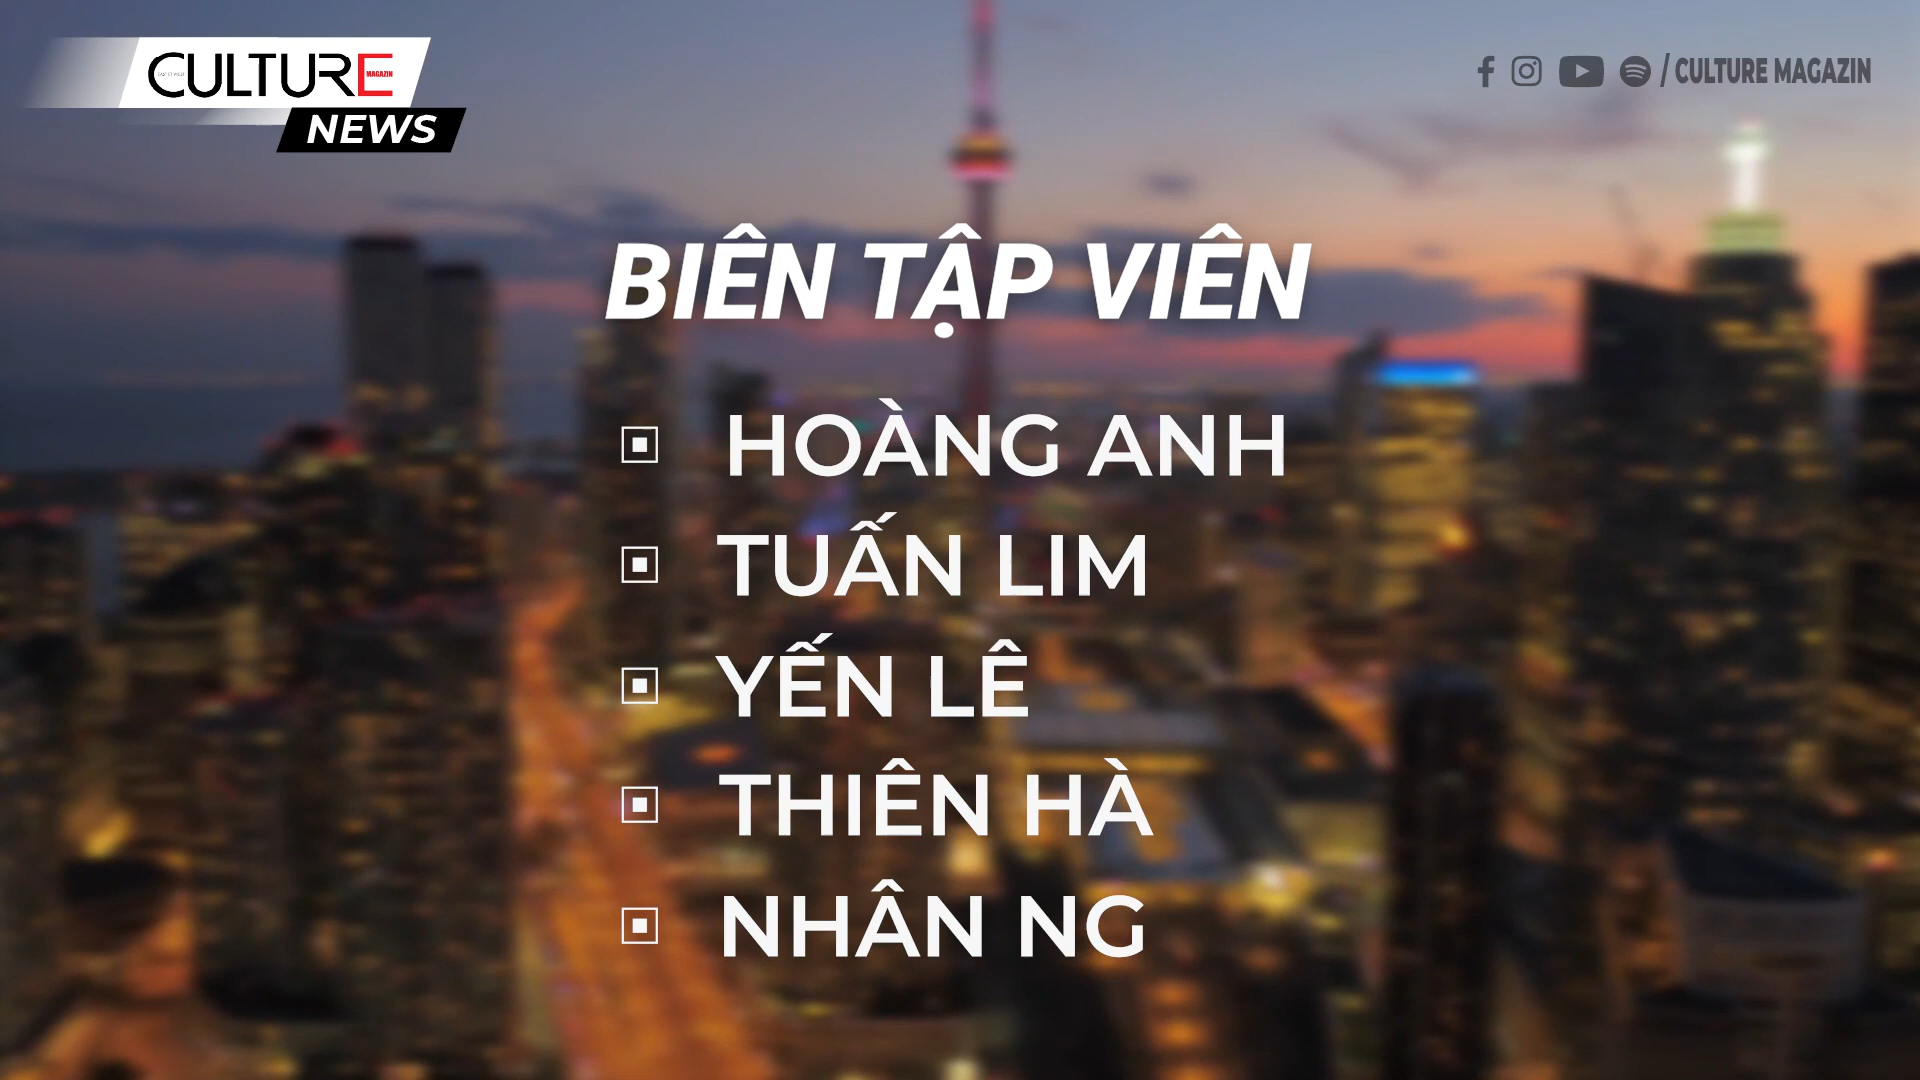 CULTURE
MAGAZIN
NEWS
/ CULTURE MAGAZIN
BIÊN TẬP VIÊN
HOÀNG ANH
TUẤN LIM
YẾN LÊ
THIÊN HÀ
NHÂN NG